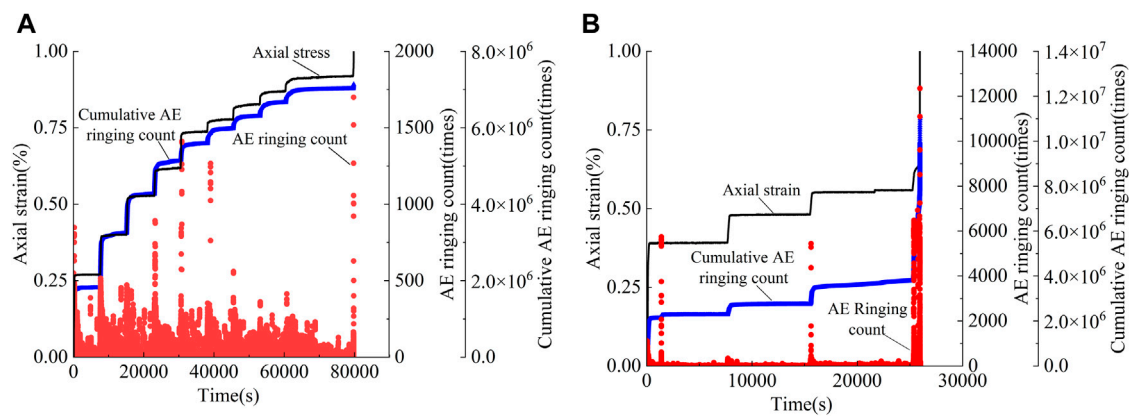 A
1.00
0.75
0.50
0.25
0.00
Axial strain(%)
0
20000
40000
60000
80000
Time(s)
Axial stress
Cumulative AE
ringing count
AE ringing count
2000
1500
1000
500
0
AE ringing count(times)
8.0×10⁶
6.0×10⁶
4.0×10⁶
2.0×10⁶
0.0
Cumulative AE ringing count(times)
B
1.00
0.75
0.50
0.25
0.00
Axial strain(%)
0
10000
20000
30000
Time(s)
Axial strain
Cumulative AE
ringing count
AE Ringing
count
14000
12000
10000
8000
6000
4000
2000
0
AE ringing count(times)
1.4×10⁷
1.2×10⁷
1.0×10⁷
8.0×10⁶
6.0×10⁶
4.0×10⁶
2.0×10⁶
0.0
Cumulative AE ringing count(times)